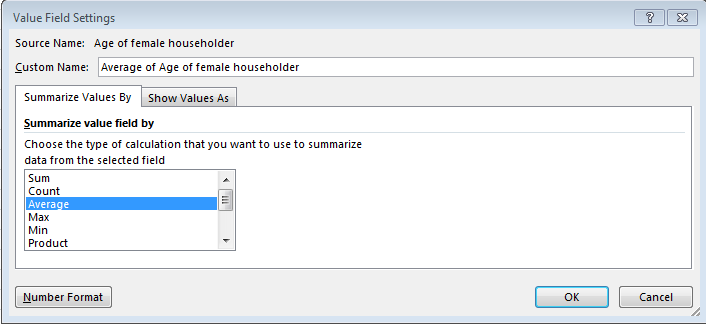 Value Field Settings
Source Name: Age of female householder
Custom Name: Average of Age of female householder
Summarize Values By Show Values As
Summarize value field by
Choose the type of calculation that you want to use to summarize
data from the selected field
Sum
Count
Average
Max
Min
Product
Number Format OK Cancel